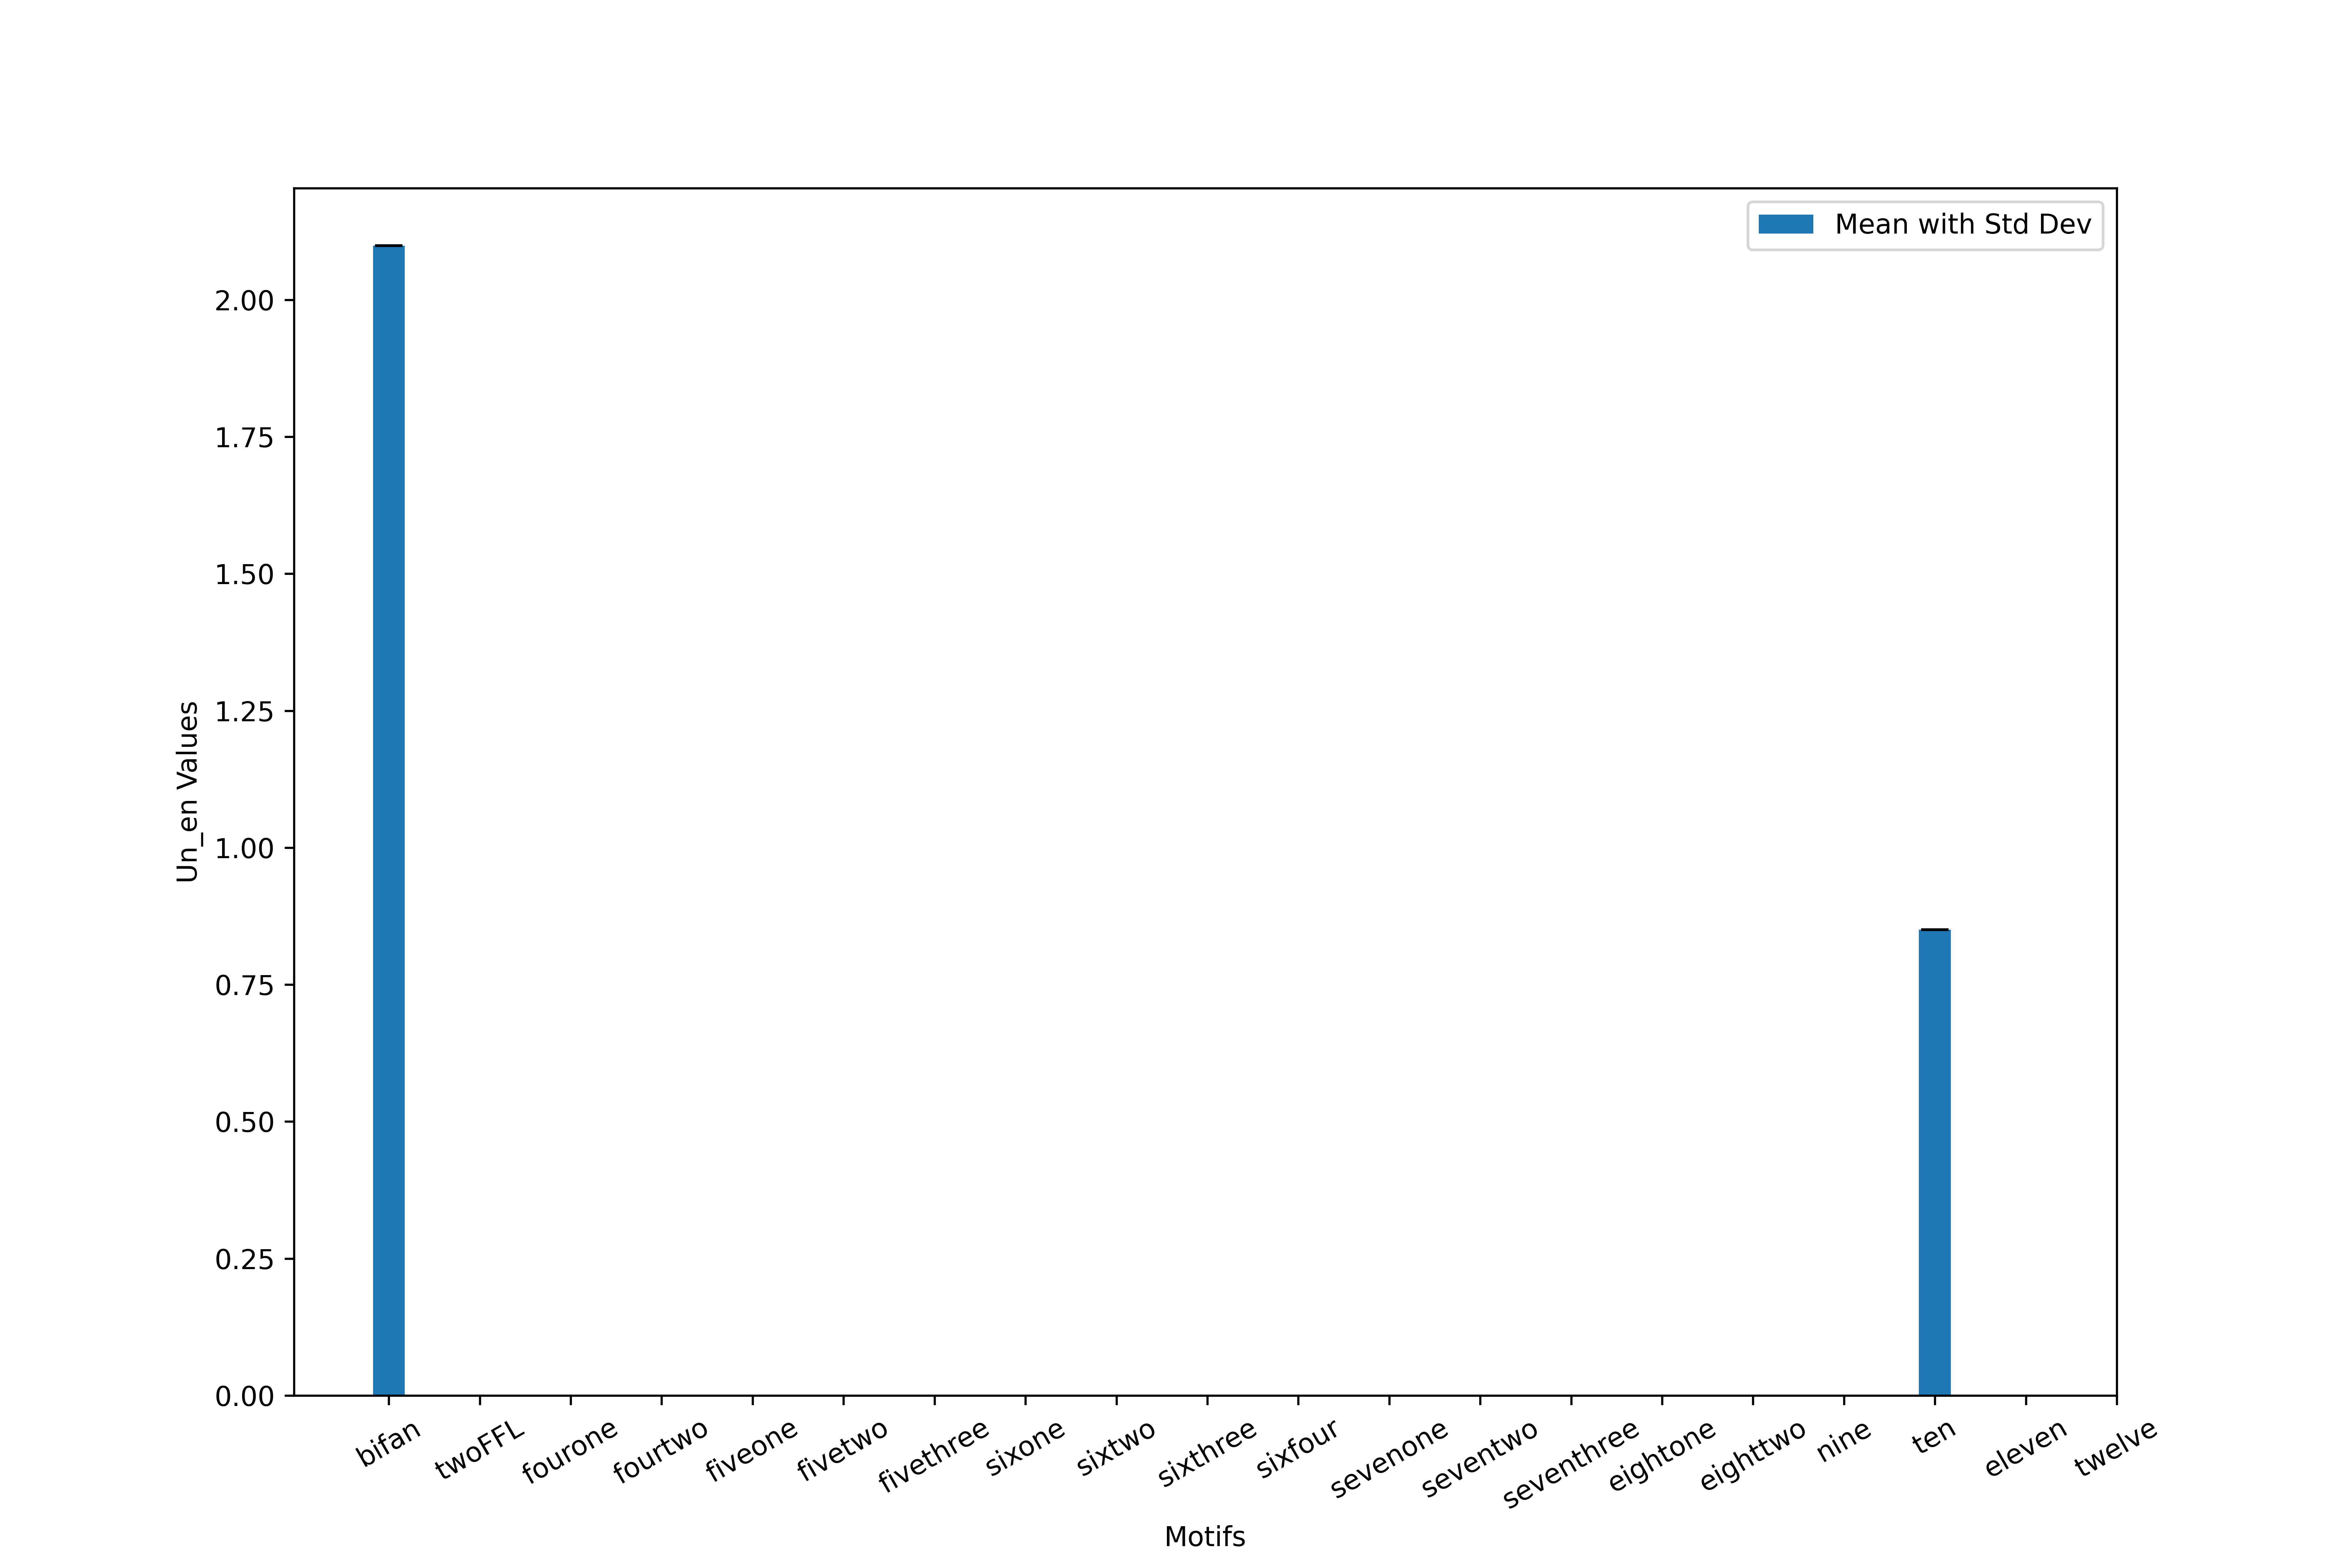 Mean with Std Dev
2.00
1.75
1.50
1.25
1.00
0.75
0.50
0.25
0.00
Un_en Values
bifan
twoFFL
fourone
fourtwo
fiveone
fivetwo
fivethree
sixone
sixtwo
sixthree
sixfour
sevenone
seventwo
seventhree
eightone
eighttwo
nine
ten
eleven
twelve
Motifs